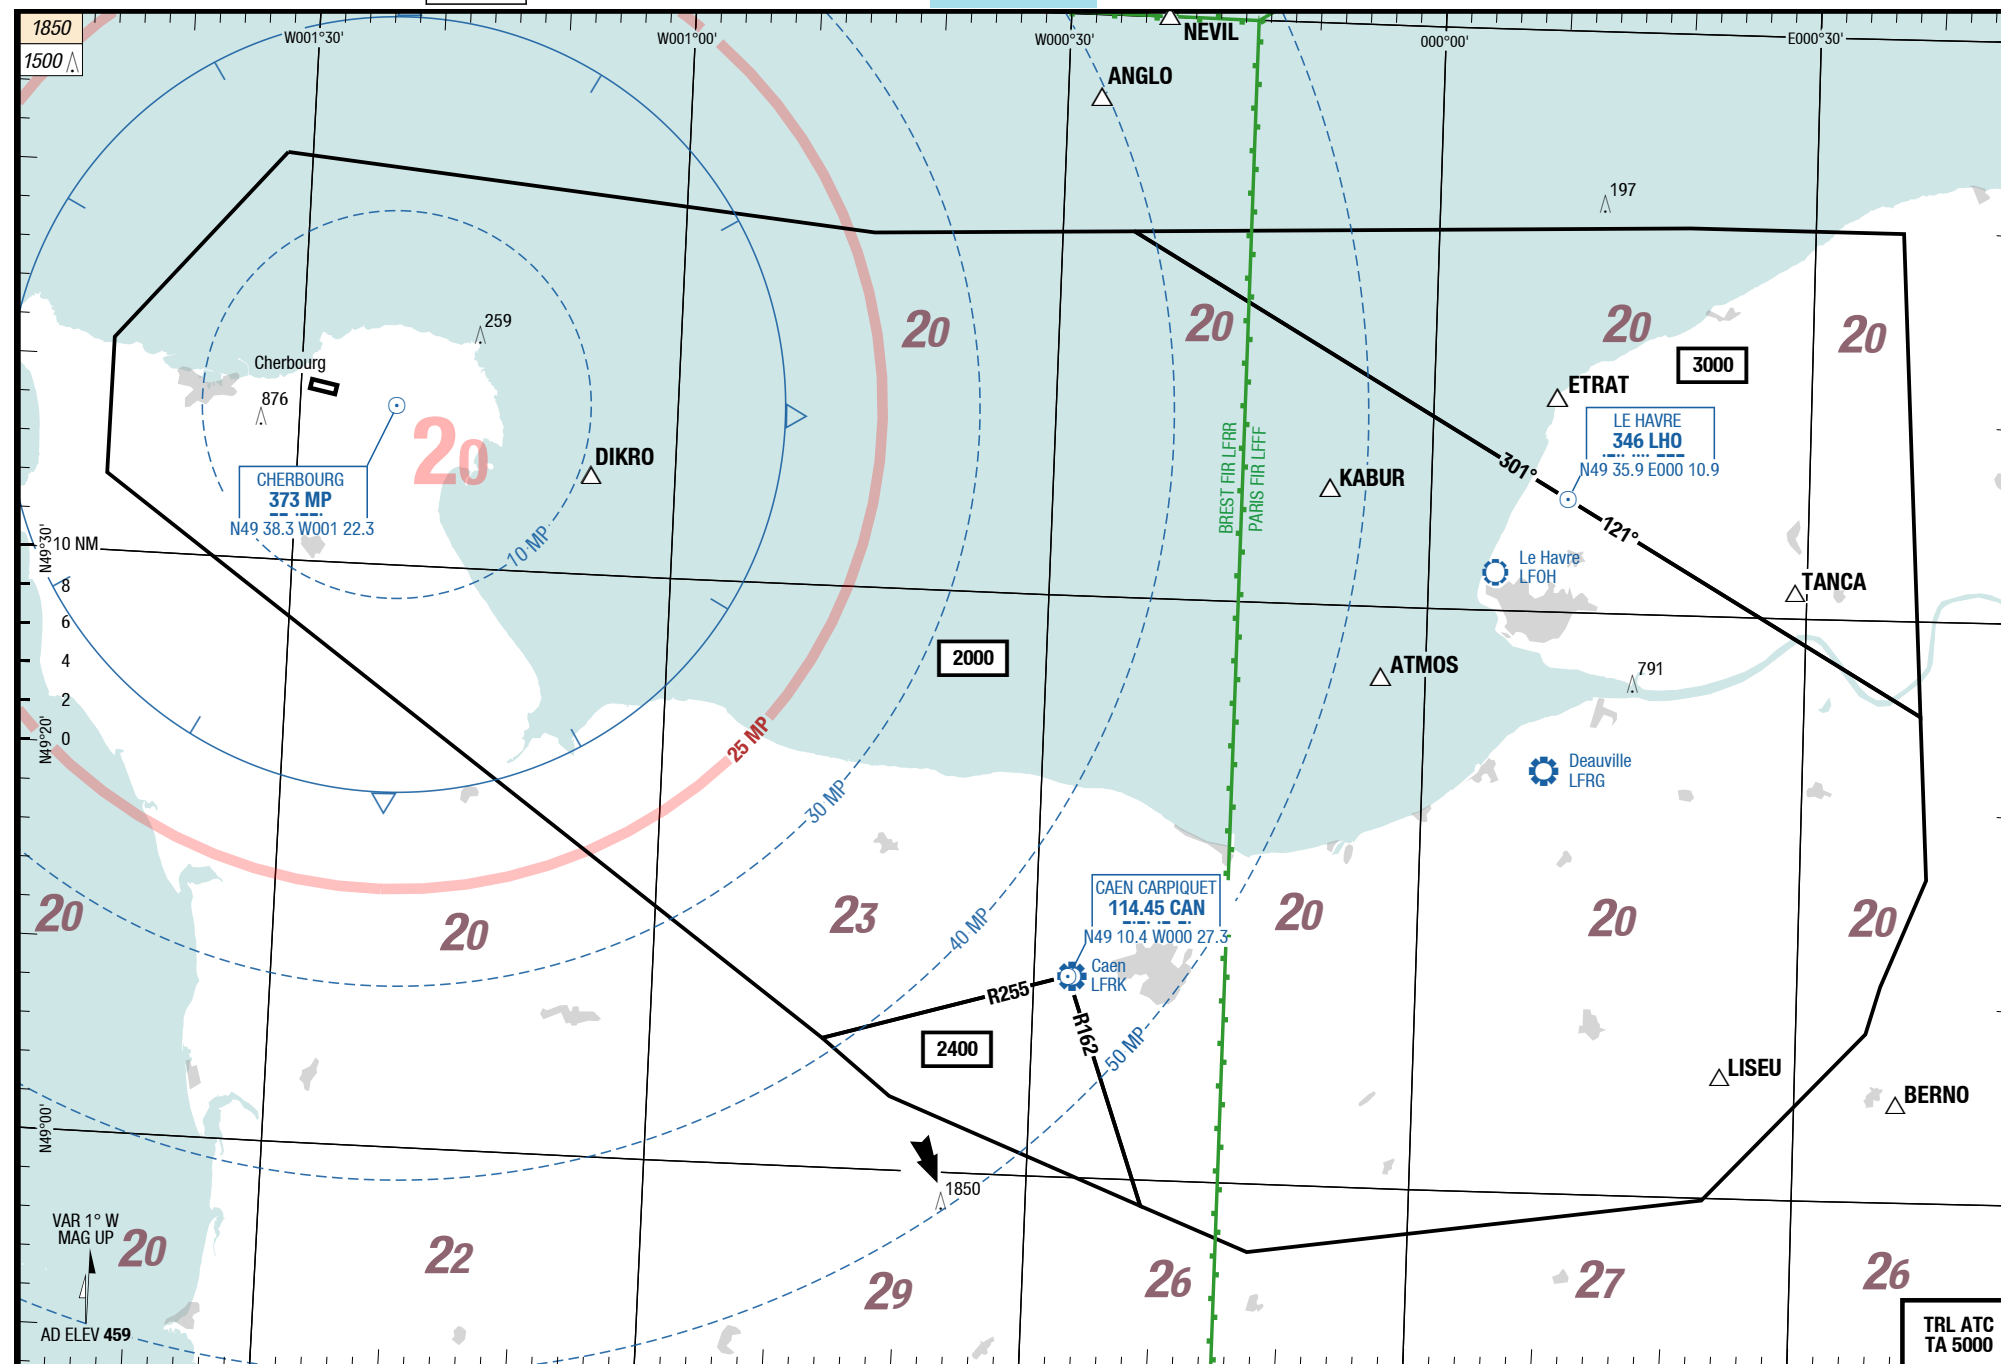 1850
1500
W001°30'
W001°00'
W000°30'
000°00'
E000°30'
NEVIL
ANGLO
197
259
Cherbourg
876
20
20
20
20
3000
ETRAT
LE HAVRE
346 LHO
N49 35.9 E000 10.9
20
DIKRO
CHERBOURG
373 MP
N49 38.3 W001 22.3
KABUR
301°
121°
BREST FIR LFRR
PARIS FIR LFFF
N49°30'
10 NM
8
6
4
2
0
N49°20'
10 MP
Le Havre
LFOH
TANCA
2000
ATMOS
791
25 MP
30 MP
Deauville
LFRG
20
20
23
40 MP
CAEN CARPIQUET
114.45 CAN
N49 10.4 W000 27.3
Caen
LFRK
20
20
20
R255
R162
2400
50 MP
LISEU
BERNO
N49°00'
1850
VAR 1° W
MAG UP
20
22
29
26
27
26
AD ELEV 459
TRL ATC
TA 5000